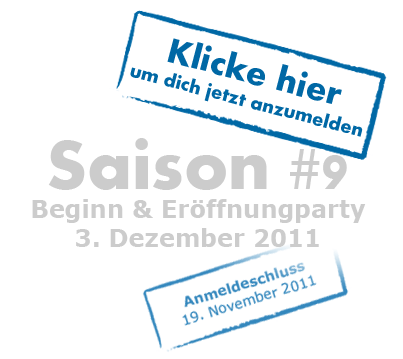 Klicke hier
um dich jetzt anzumelden
Saison #9
Beginn & Eröffnungparty
3. Dezember 2011
Anmeldeschluss
19. November 2011